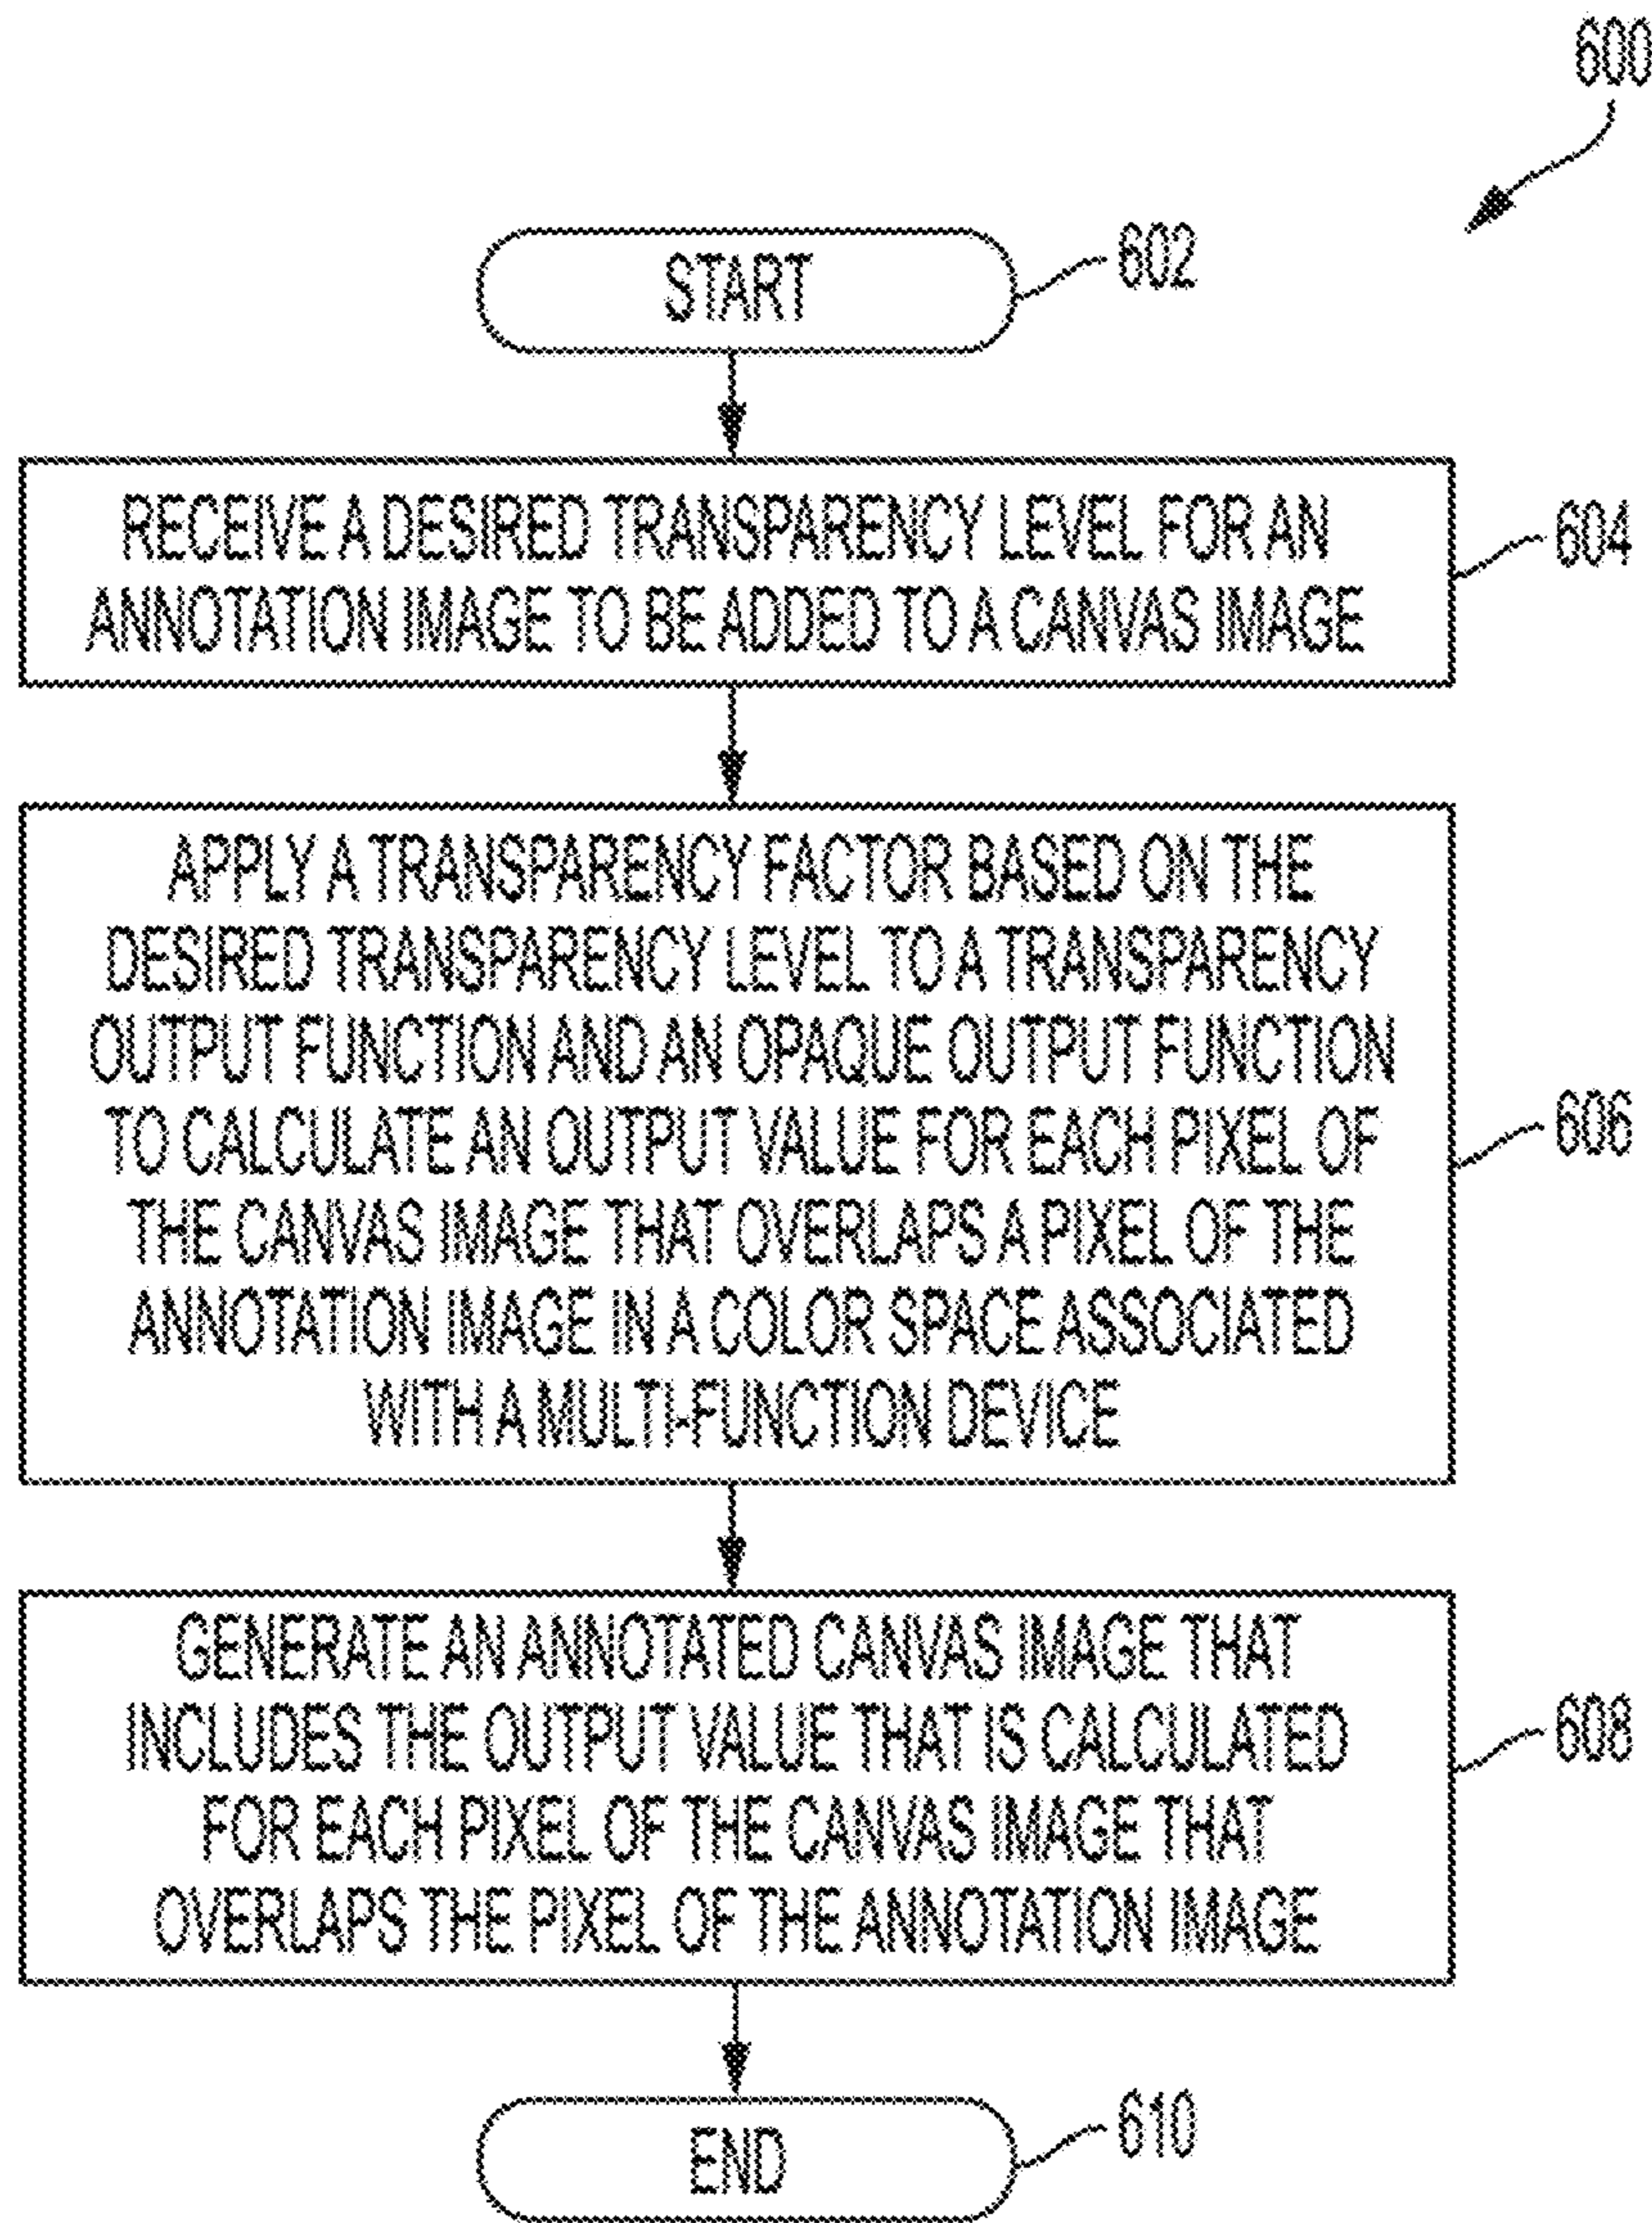 600
START
602
RECEIVE A DESIRED TRANSPARENCY LEVEL FOR AN
ANNOTATION IMAGE TO BE ADDED TO A CANVAS IMAGE
604
APPLY A TRANSPARENCY FACTOR BASED ON THE
DESIRED TRANSPARENCY LEVEL TO A TRANSPARENCY
OUTPUT FUNCTION AND AN OPAQUE OUTPUT FUNCTION
TO CALCULATE AN OUTPUT VALUE FOR EACH PIXEL OF
THE CANVAS IMAGE THAT OVERLAPS A PIXEL OF THE
ANNOTATION IMAGE IN A COLOR SPACE ASSOCIATED
WITH A MULTI-FUNCTION DEVICE
606
GENERATE AN ANNOTATED CANVAS IMAGE THAT
INCLUDES THE OUTPUT VALUE THAT IS CALCULATED
FOR EACH PIXEL OF THE CANVAS IMAGE THAT
OVERLAPS THE PIXEL OF THE ANNOTATION IMAGE
608
END
610